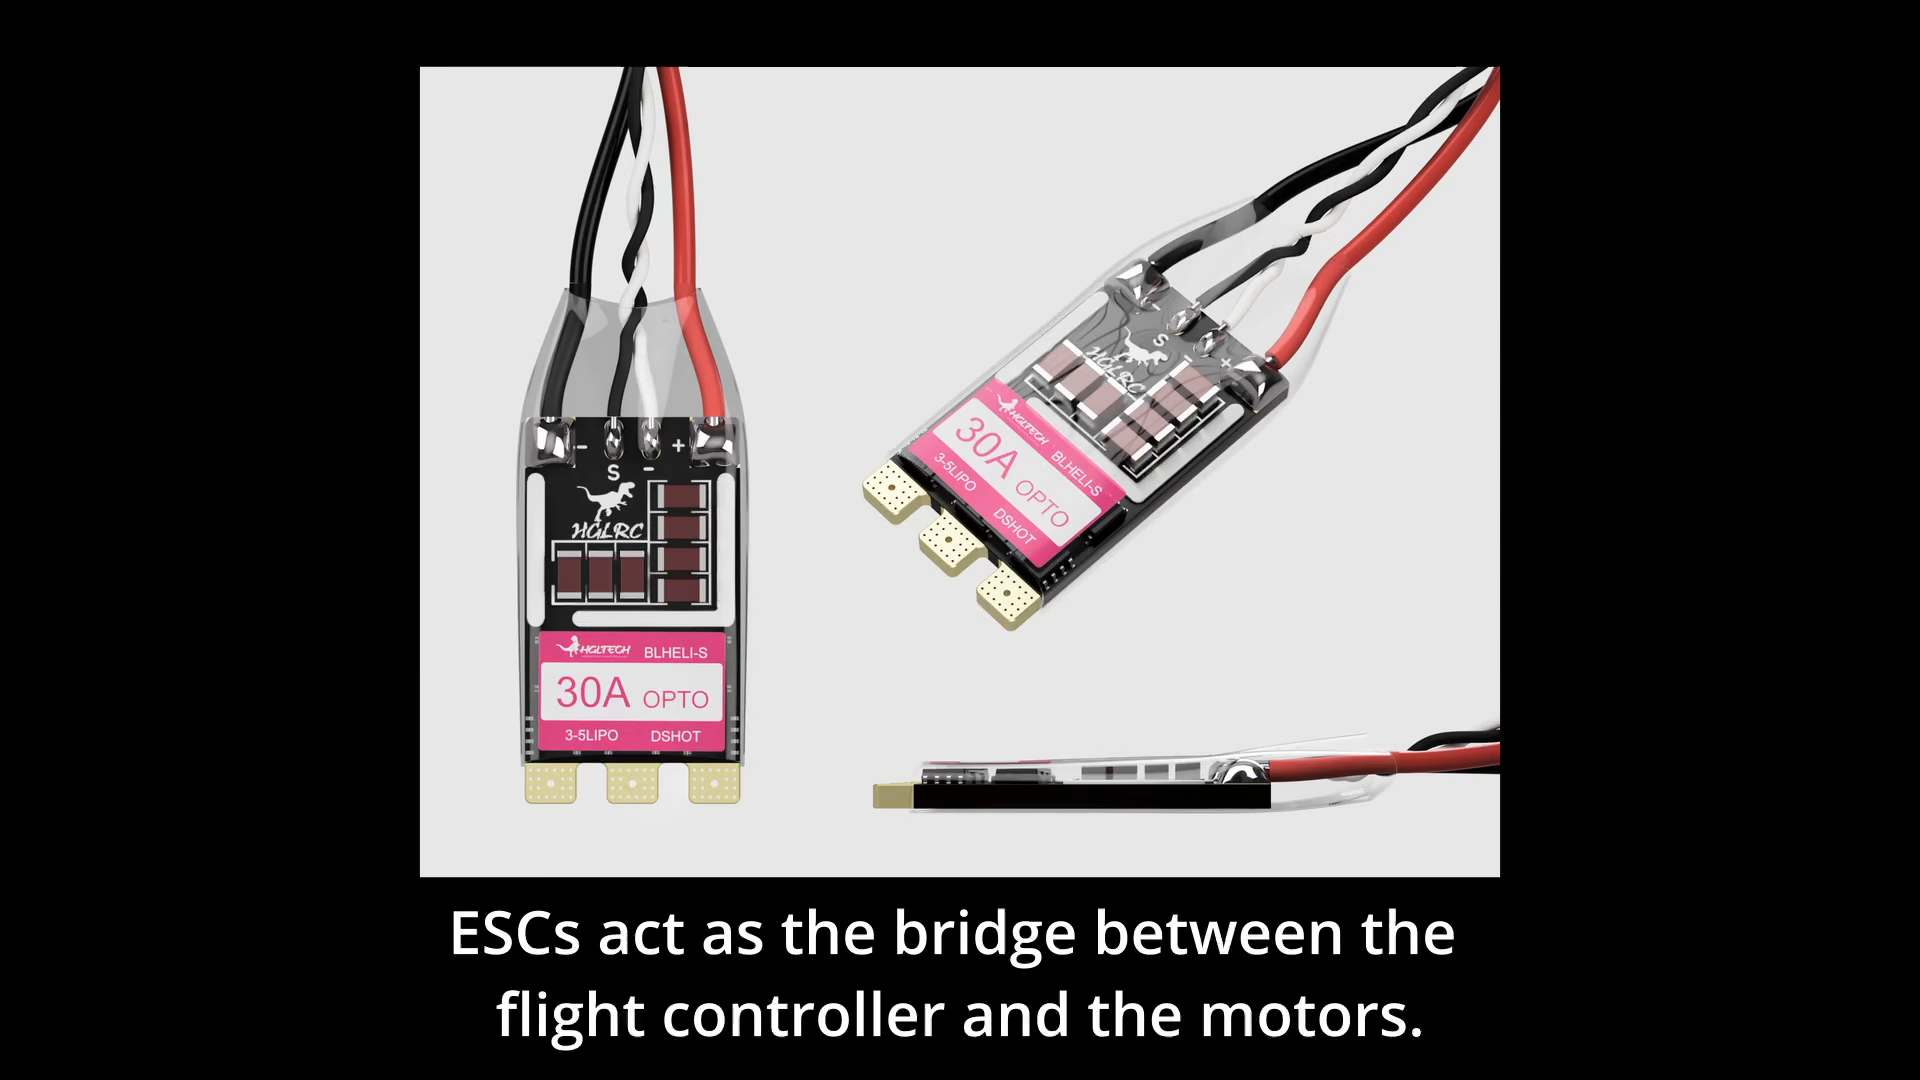 -
+
S
-
HGLRC
HGLTECH BLHELI-S
30A OPTO
3-5LIPO DSHOT
-
S
-
+
HGLRC
HGLTECH BLHELI-S
30A OPTO
3-5LIPO DSHOT
ESCs act as the bridge between the
flight controller and the motors.